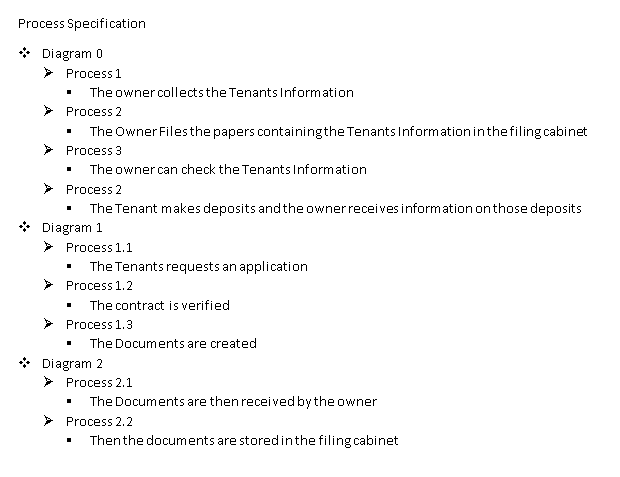 Process Specification
❖ Diagram 0
➢ Process 1
▪ The owner collects the Tenants Information
➢ Process 2
▪ The Owner Files the papers containing the Tenants Information in the filing cabinet
➢ Process 3
▪ The owner can check the Tenants Information
➢ Process 2
▪ The Tenant makes deposits and the owner receives information on those deposits
❖ Diagram 1
➢ Process 1.1
▪ The Tenants requests an application
➢ Process 1.2
▪ The contract is verified
➢ Process 1.3
▪ The Documents are created
❖ Diagram 2
➢ Process 2.1
▪ The Documents are then received by the owner
➢ Process 2.2
▪ Then the documents are stored in the filing cabinet